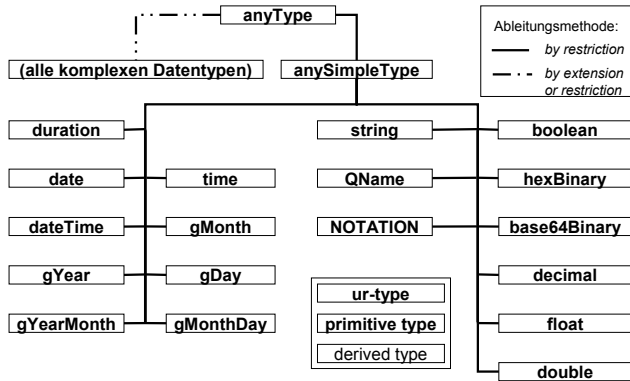 anyType
Ableitungsmethode:
by restriction
by extension
or restriction
(alle komplexen Datentypen)
anySimpleType
duration
string
boolean
date
time
QName
hexBinary
dateTime
gMonth
NOTATION
base64Binary
gYear
gDay
decimal
ur-type
gYearMonth
gMonthDay
primitive type
float
derived type
double